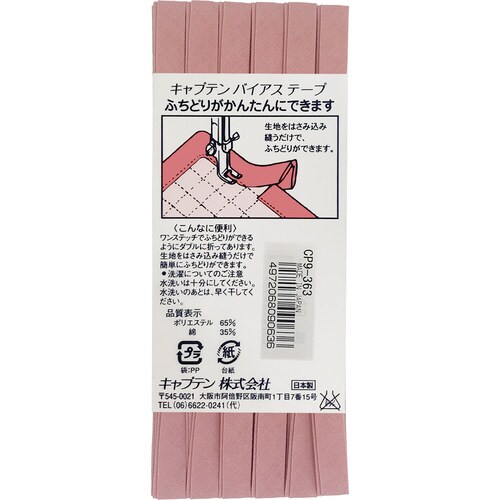 キャプテン バイアス テープ
ふちどりがかんたんにできます
生地をはさみ込み
縫うだけで、
ふちどりができます。
〈こんなに便利〉
ワンステッチでふちどりができる
ようにダブルに折ってあります。
生地をはさみ込み縫うだけで
簡単にふちどりができます。
●洗濯についてのご注意
水洗いは十分にしてください。
水洗いのあとは、早く干してく
ださい。
品質表示
ポリエステル 65%
綿 35%
プラ
袋:PP
紙
台紙
CP9-363
MADE IN JAPAN
4972068090636
キャプテン 株式会社
日本製
〒545-0021 大阪市阿倍野区阪南町1丁目7番15号
TEL (06)6622-0241(代)